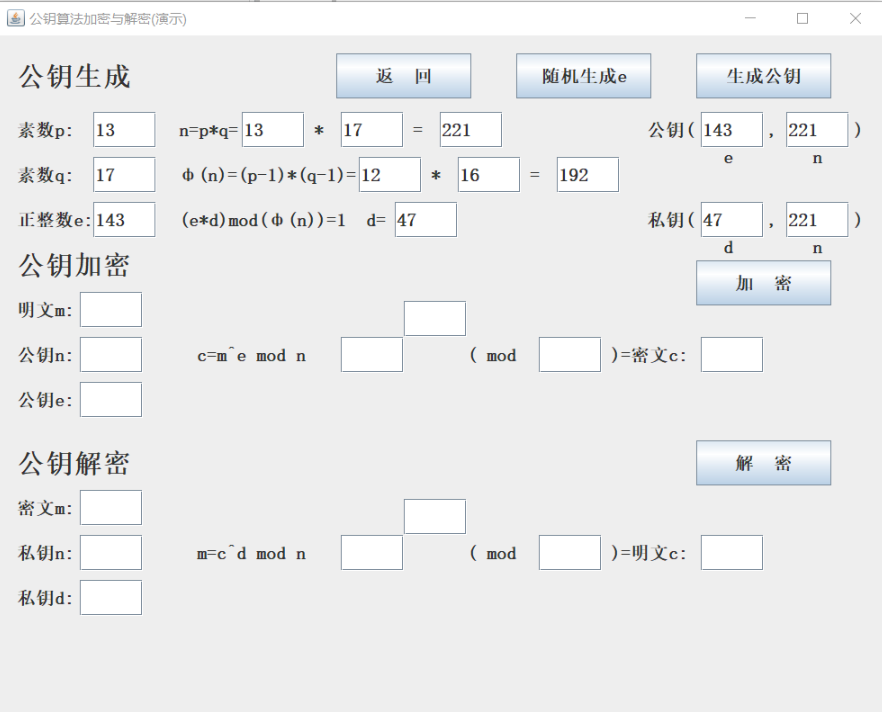 公钥算法加密与解密(演示)
公钥生成 返 回 随机生成e 生成公钥
素数p: 13 n=p*q= 13 * 17 = 221 公钥( 143 , 221 )
e n
素数q: 17 φ(n)=(p-1)*(q-1)= 12 * 16 = 192
正整数e: 143 (e*d)mod(φ(n))=1 d= 47 私钥( 47 , 221 )
d n
公钥加密 加 密
明文m:
公钥n: c=m^e mod n ( mod )=密文c:
公钥e:
公钥解密 解 密
密文m:
私钥n: m=c^d mod n ( mod )=明文c:
私钥d: